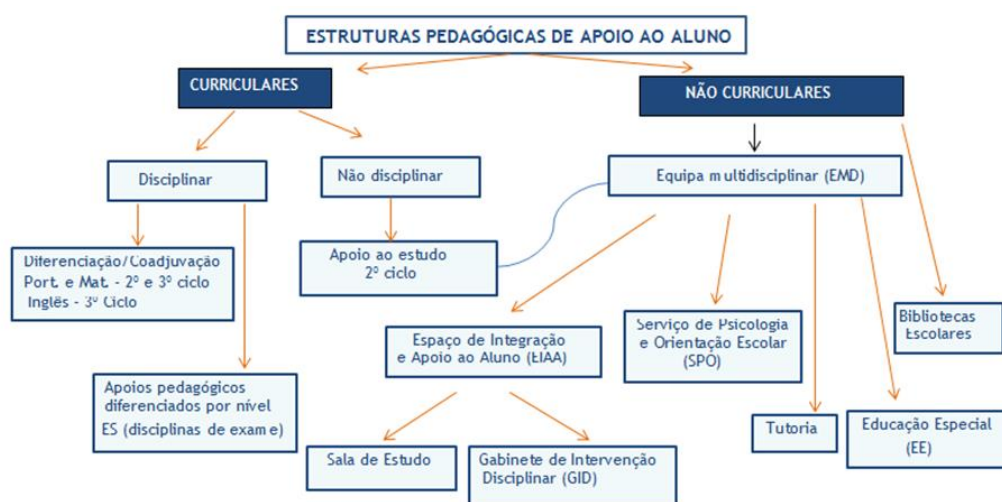 ESTRUTURAS PEDAGÓGICAS DE APOIO AO ALUNO
CURRICULARES
NÃO CURRICULARES
Disciplinar
Não disciplinar
Equipa multidisciplinar (EMD)
Diferenciação/Coadjuvação
Port. e Mat. - 2º e 3º ciclo
Inglês - 3º Ciclo
Apoio ao estudo
2º ciclo
Espaço de Integração
e Apoio ao Aluno (EIAA)
Serviço de Psicologia
e Orientação Escolar
(SPO)
Bibliotecas
Escolares
Apoios pedagógicos
diferenciados por nível
ES (disciplinas de exame)
Sala de Estudo
Gabinete de Intervenção
Disciplinar (GID)
Tutoria
Educação Especial
(EE)